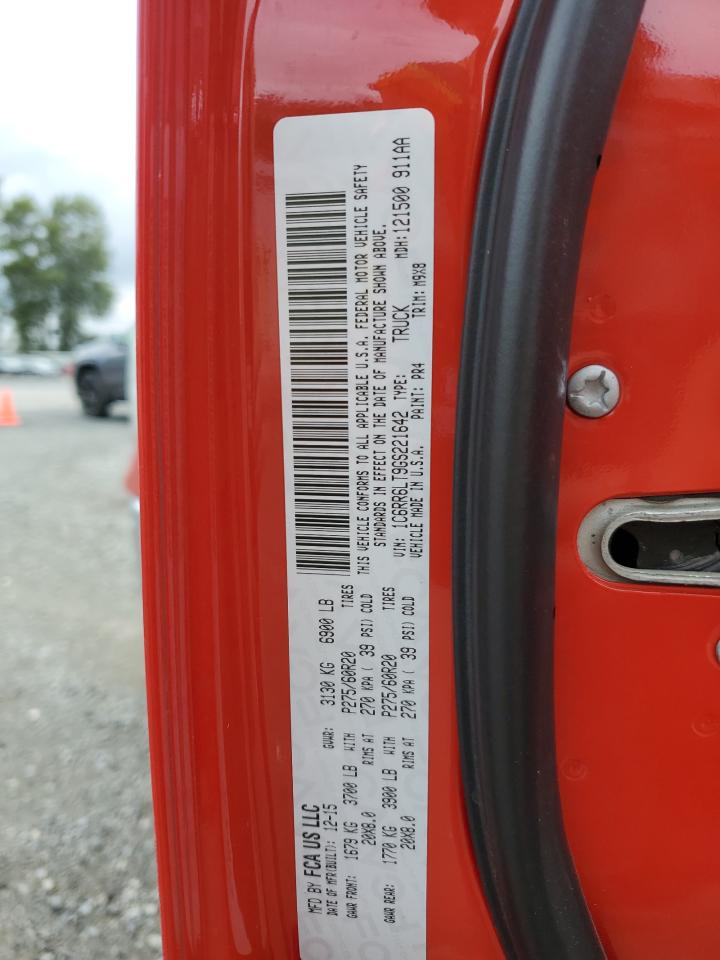 MFD BY FCA US LLC
DATE OF MFR(BUILT): 12-15 GVWR: 3130 KG 6900 LB
GAWR FRONT: 1679 KG 3700 LB WITH P275/60R20 TIRES
20X8.0 RIMS AT 270 KPA ( 39 PSI) COLD
GAWR REAR: 1770 KG 3900 LB WITH P275/60R20 TIRES
20X8.0 RIMS AT 270 KPA ( 39 PSI) COLD
THIS VEHICLE CONFORMS TO ALL APPLICABLE U.S.A. FEDERAL MOTOR VEHICLE SAFETY
STANDARDS IN EFFECT ON THE DATE OF MANUFACTURE SHOWN ABOVE.
VIN: 1C6RR6LT9GS221642 TYPE: TRUCK MDH:121500 911AA
VEHICLE MADE IN U.S.A. PAINT: PR4 TRIM: M9X8